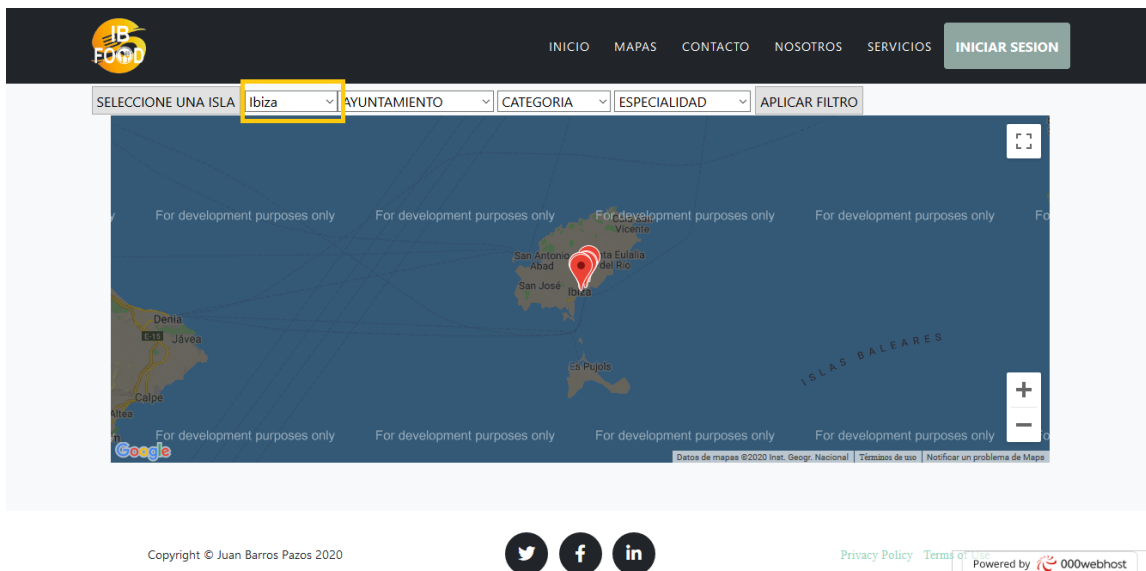 IB
FOOD
INICIO MAPAS CONTACTO NOSOTROS SERVICIOS INICIAR SESION
SELECCIONE UNA ISLA Ibiza AYUNTAMIENTO CATEGORIA ESPECIALIDAD APLICAR FILTRO
For development purposes only For development purposes only For development purposes only For development purposes only Fo
Vicente
San Antonio Abad
ta Eulalia del Río
San José
Ibiza
Denia
E-15 Jávea
Es Pujols
ISLAS BALEARES
Calpe
Altea
For development purposes only For development purposes only For development purposes only For development purposes only
Google
Datos de mapas ©2020 Inst. Geogr. Nacional Términos de uso Notificar un problema de Maps
Copyright © Juan Barros Pazos 2020
Privacy Policy Terms of Use
Powered by 000webhost